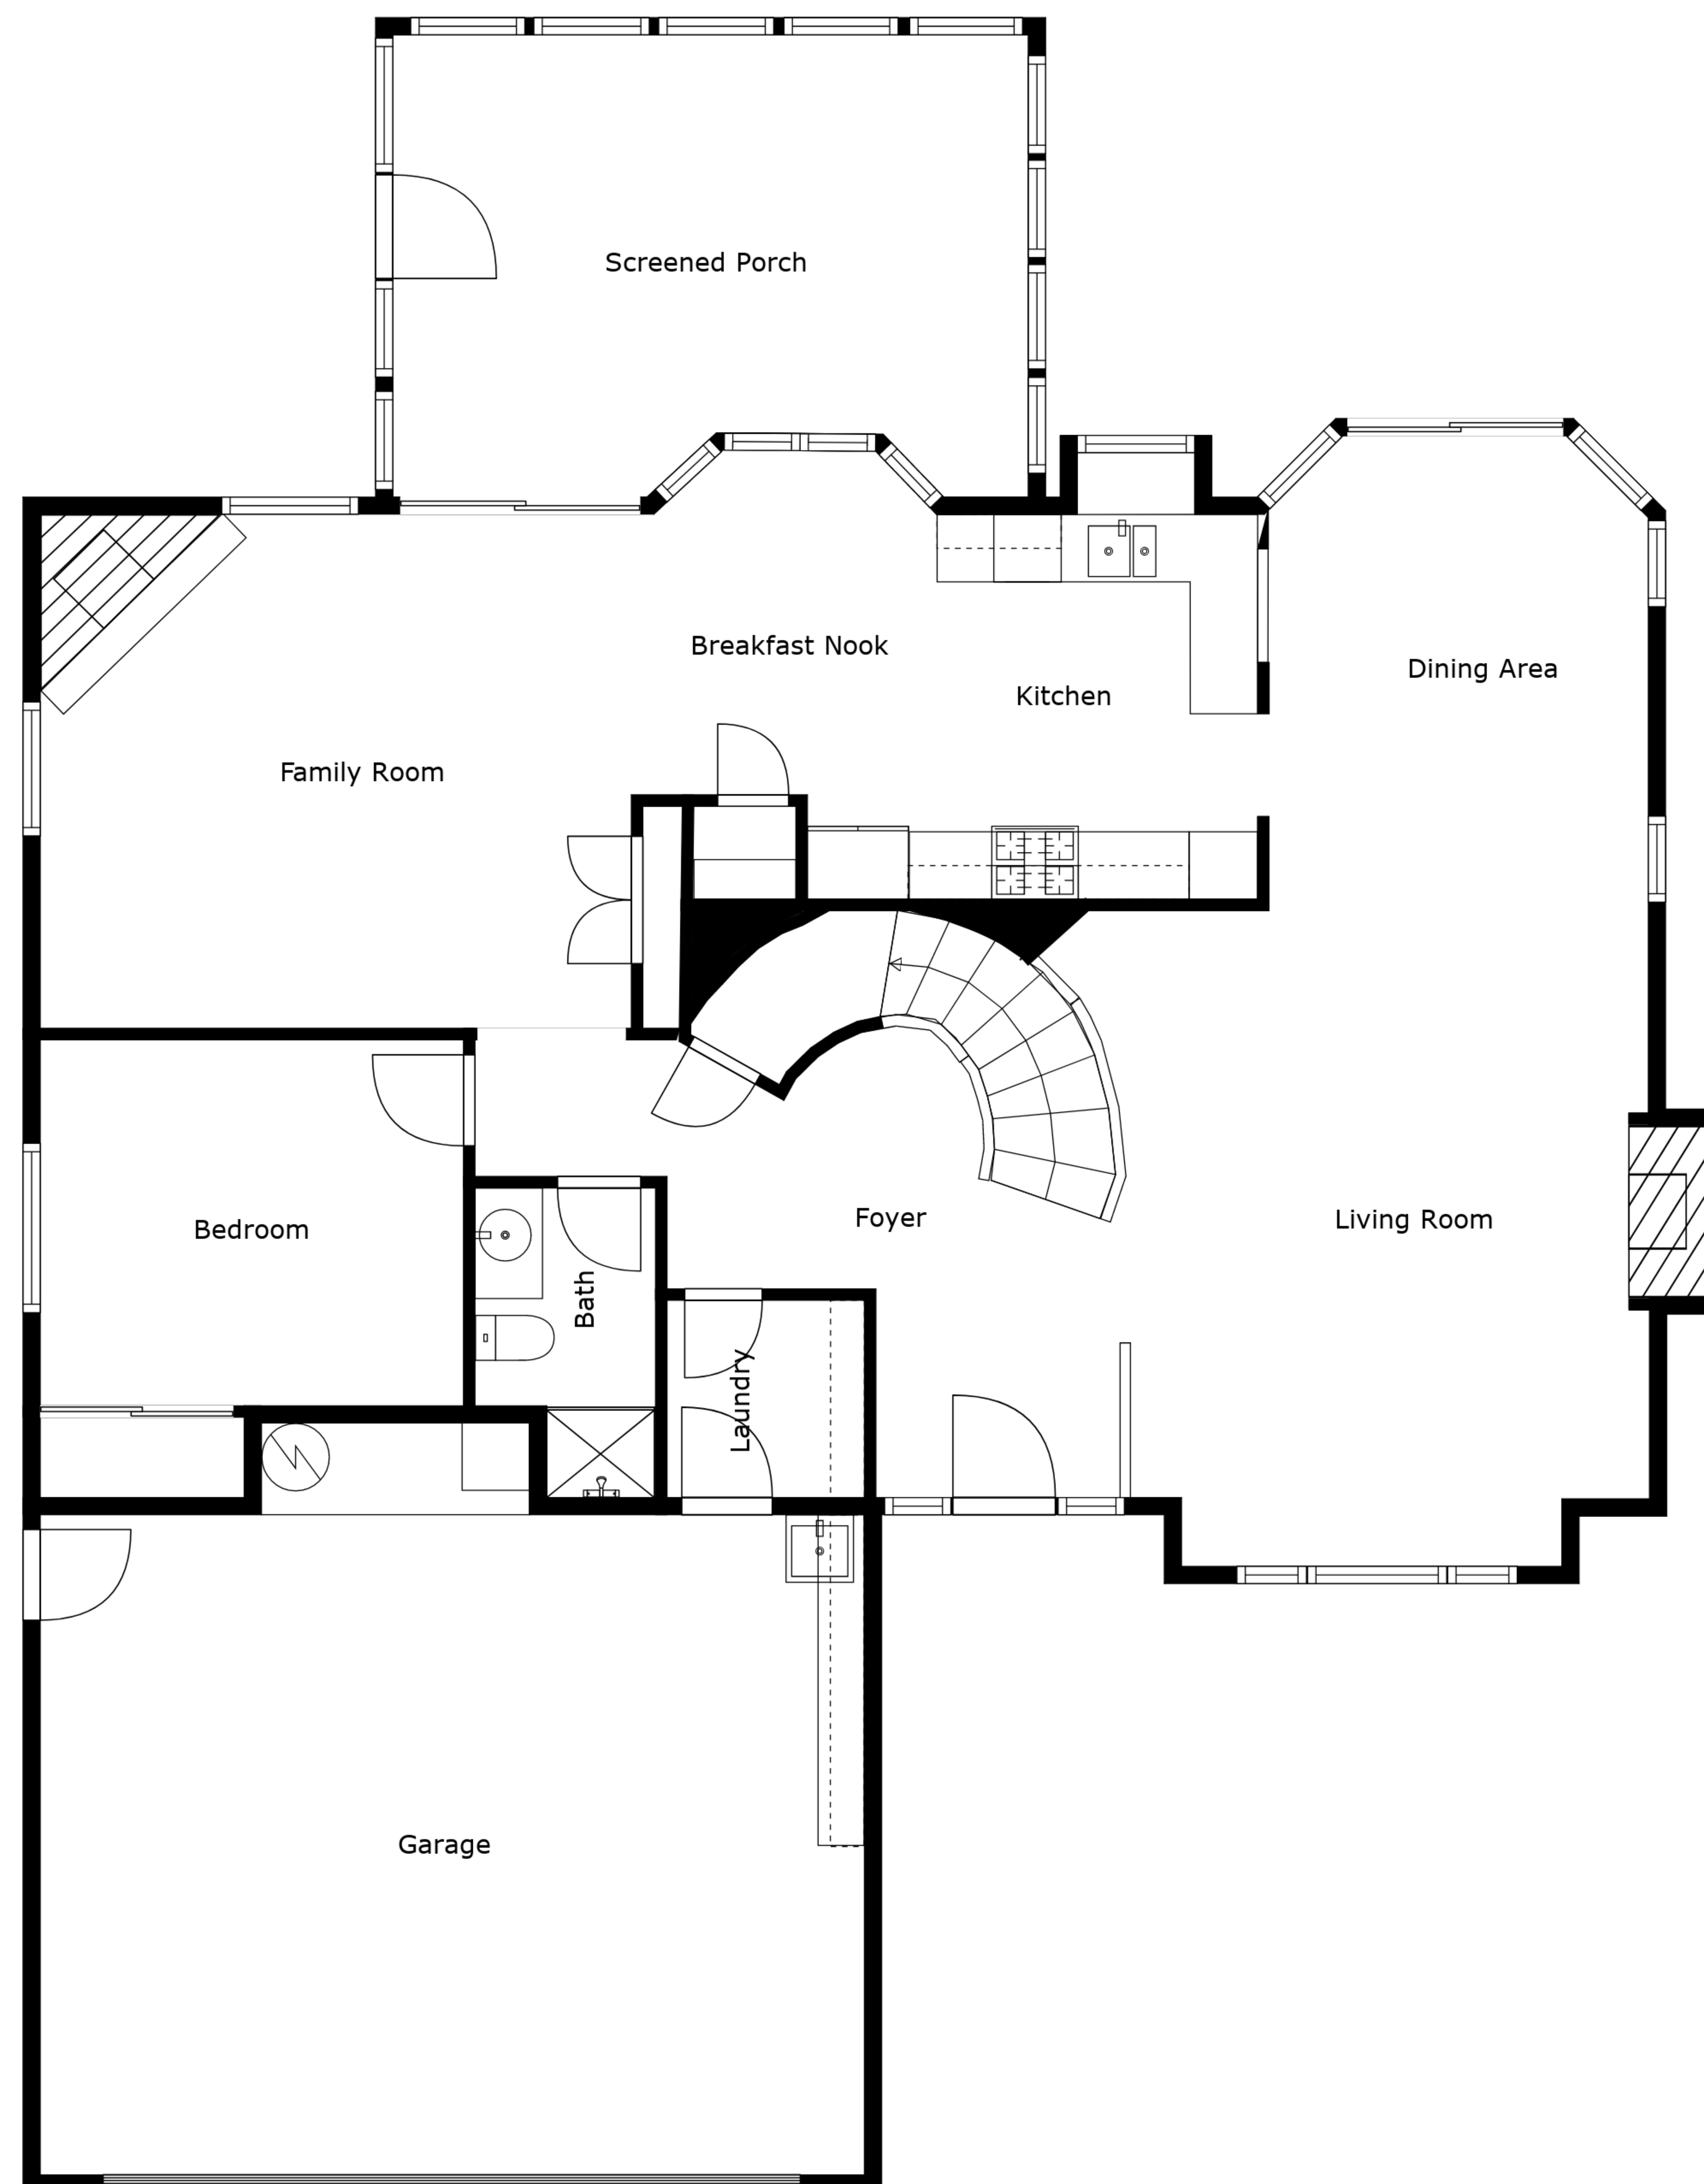 Screened Porch
Breakfast Nook
Dining Area
Kitchen
Family Room
Foyer
Living Room
Bedroom
Bath
Laundry
Garage